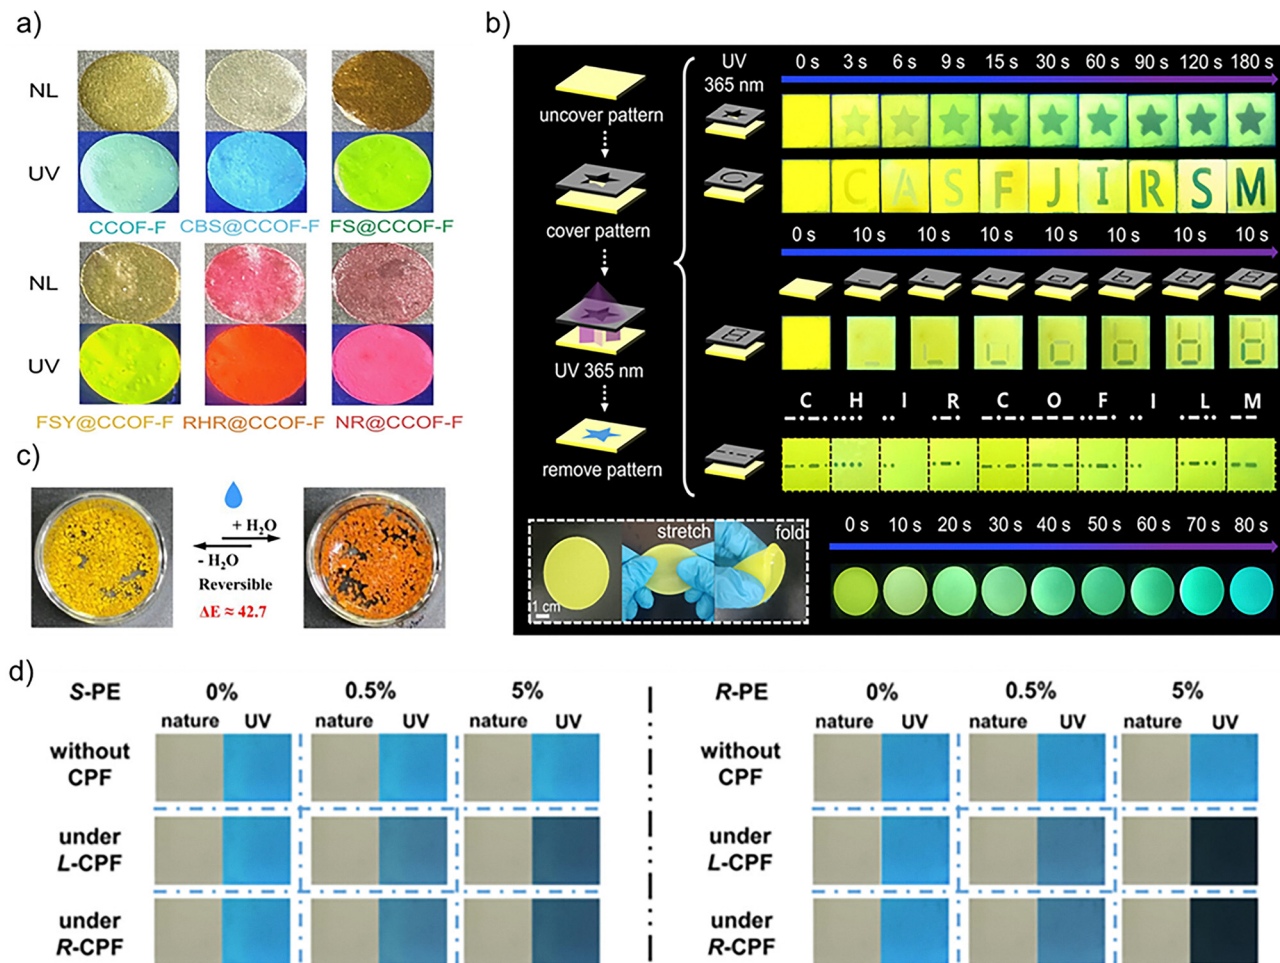 a)
NL
UV
CCOF-F CBS@CCOF-F FS@CCOF-F
NL
UV
FSY@CCOF-F RHR@CCOF-F NR@CCOF-F
b)
uncover pattern
cover pattern
UV 365 nm
remove pattern
UV
365 nm
0 s 3 s 6 s 9 s 15 s 30 s 60 s 90 s 120 s 180 s
C
C A S F J I R S M
0 s 10 s 10 s 10 s 10 s 10 s 10 s 10 s
C H I R C O F I L M
stretch
fold
1 cm
0 s 10 s 20 s 30 s 40 s 50 s 60 s 70 s 80 s
c)
+ H₂O
- H₂O
Reversible
ΔE ≈ 42.7
d)
S-PE 0% 0.5% 5%
nature UV nature UV nature UV
without
CPF
under
L-CPF
under
R-CPF
R-PE 0% 0.5% 5%
nature UV nature UV nature UV
without
CPF
under
L-CPF
under
R-CPF